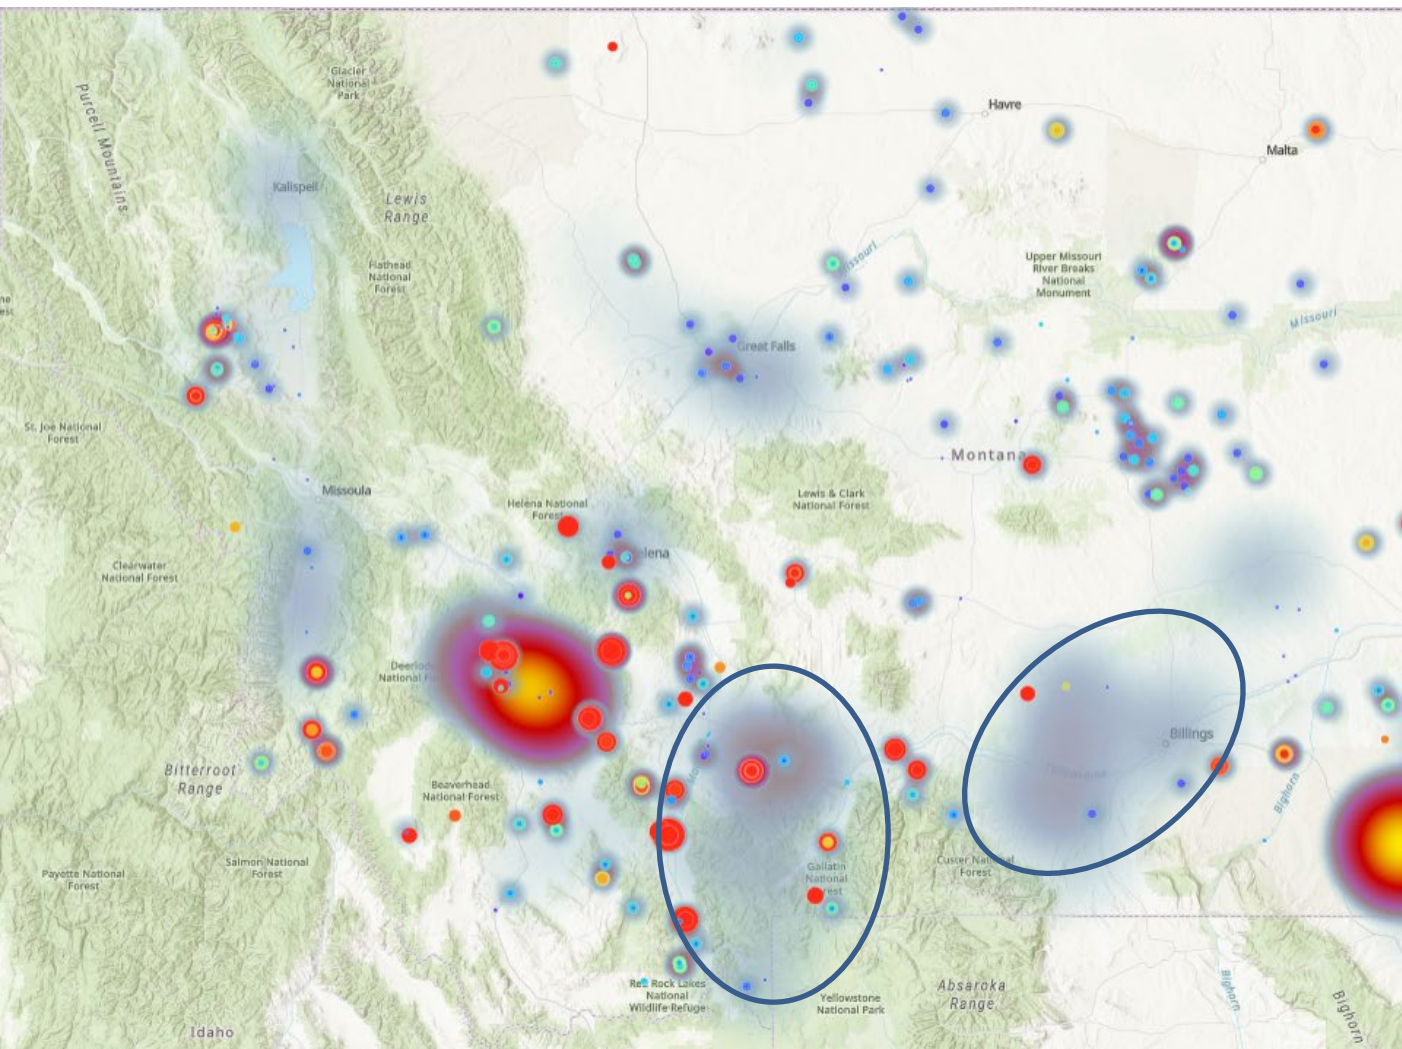 Glacier
National
Park
Purcell Mountains
Havre
Malta
Kalispell
Lewis
Range
Flathead
National
Forest
Missouri
Upper Missouri
River Breaks
National
Monument
Missouri
Great Falls
St. Joe National
Forest
Montana
Missoula
Helena National
Forest
Lewis & Clark
National Forest
elena
Clearwater
National Forest
National
Billings
Bitterroot
Range
Beaverhead
National Forest
Bighorn
Salmon National
Forest
Payette National
Forest
Gallatin
National
Custer National
Forest
Red Rock Lakes
National
Wildlife Refuge
Yellowstone
National Park
Absaroka
Range
Bighorn
Bighorn
Idaho